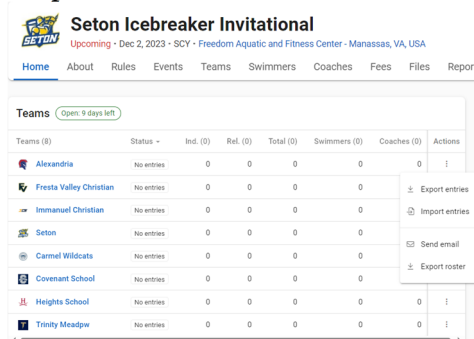 Seton Icebreaker Invitational
Upcoming • Dec 2, 2023 • SCY • Freedom Aquatic and Fitness Center - Manassas, VA, USA
SETON
Home About Rules Events Teams Swimmers Coaches Fees Files Repor
Teams Open: 9 days left
Teams (8) Status Ind. (0) Rel. (0) Total (0) Swimmers (0) Coaches (0) Actions
Alexandria No entries 0 0 0 0 0
Fresta Valley Christian No entries 0 0 0 0
Export entries
Immanuel Christian No entries 0 0 0 0
Import entries
Seton No entries 0 0 0 0
Send email
Carmel Wildcats No entries 0 0 0 0
Export roster
Covenant School No entries 0 0 0 0
Heights School No entries 0 0 0 0 0
Trinity Meadpw No entries 0 0 0 0 0